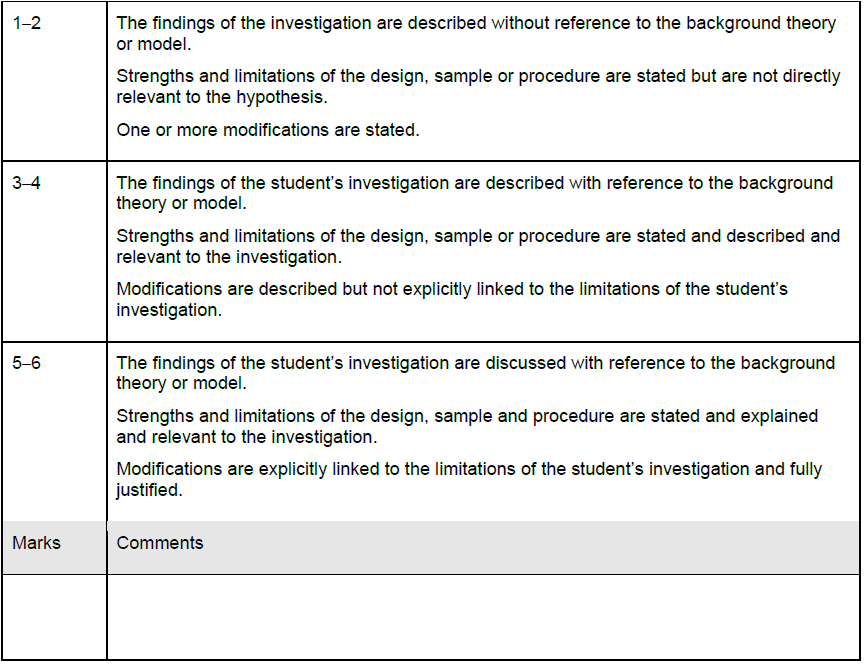 1–2
The findings of the investigation are described without reference to the background theory
or model.
Strengths and limitations of the design, sample or procedure are stated but are not directly
relevant to the hypothesis.
One or more modifications are stated.
3–4
The findings of the student’s investigation are described with reference to the background
theory or model.
Strengths and limitations of the design, sample or procedure are stated and described and
relevant to the investigation.
Modifications are described but not explicitly linked to the limitations of the student’s
investigation.
5–6
The findings of the student’s investigation are discussed with reference to the background
theory or model.
Strengths and limitations of the design, sample and procedure are stated and explained
and relevant to the investigation.
Modifications are explicitly linked to the limitations of the student’s investigation and fully
justified.
Marks Comments